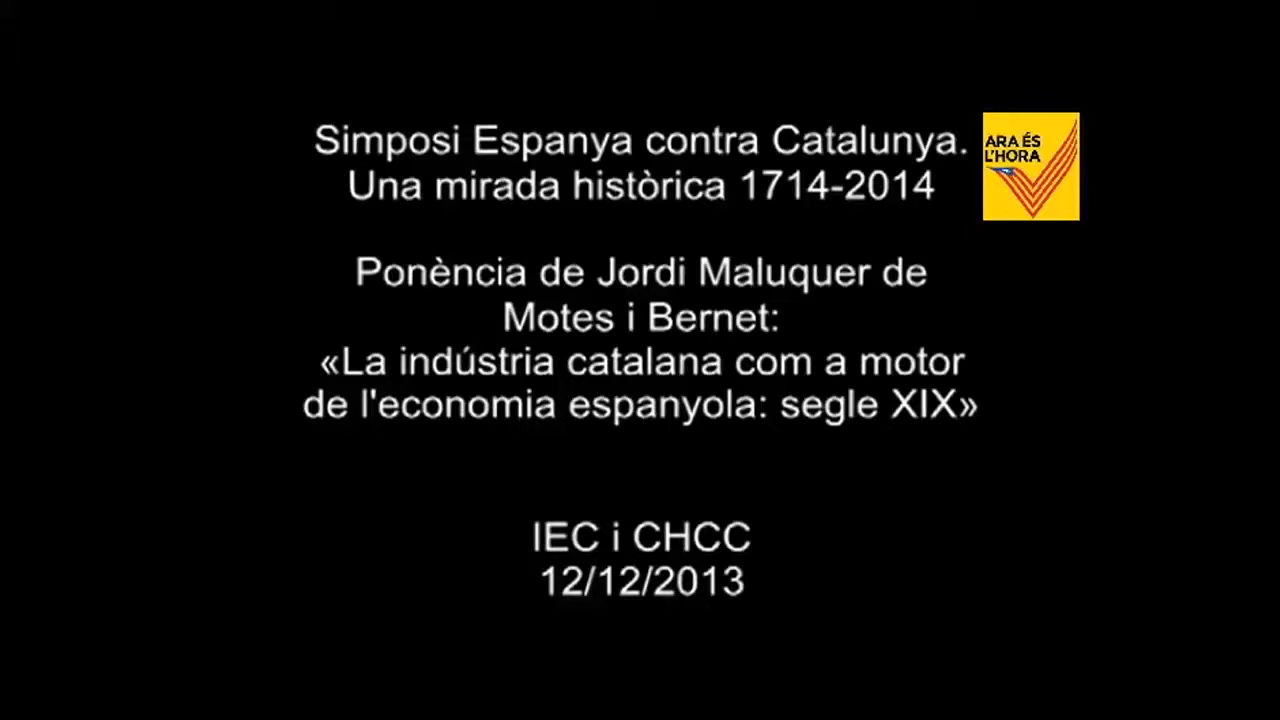 Simposi Espanya contra Catalunya.
Una mirada històrica 1714-2014
ARA ÉS
L'HORA
Ponència de Jordi Maluquer de
Motes i Bernet:
«La indústria catalana com a motor
de l'economia espanyola: segle XIX»
IEC i CHCC
12/12/2013